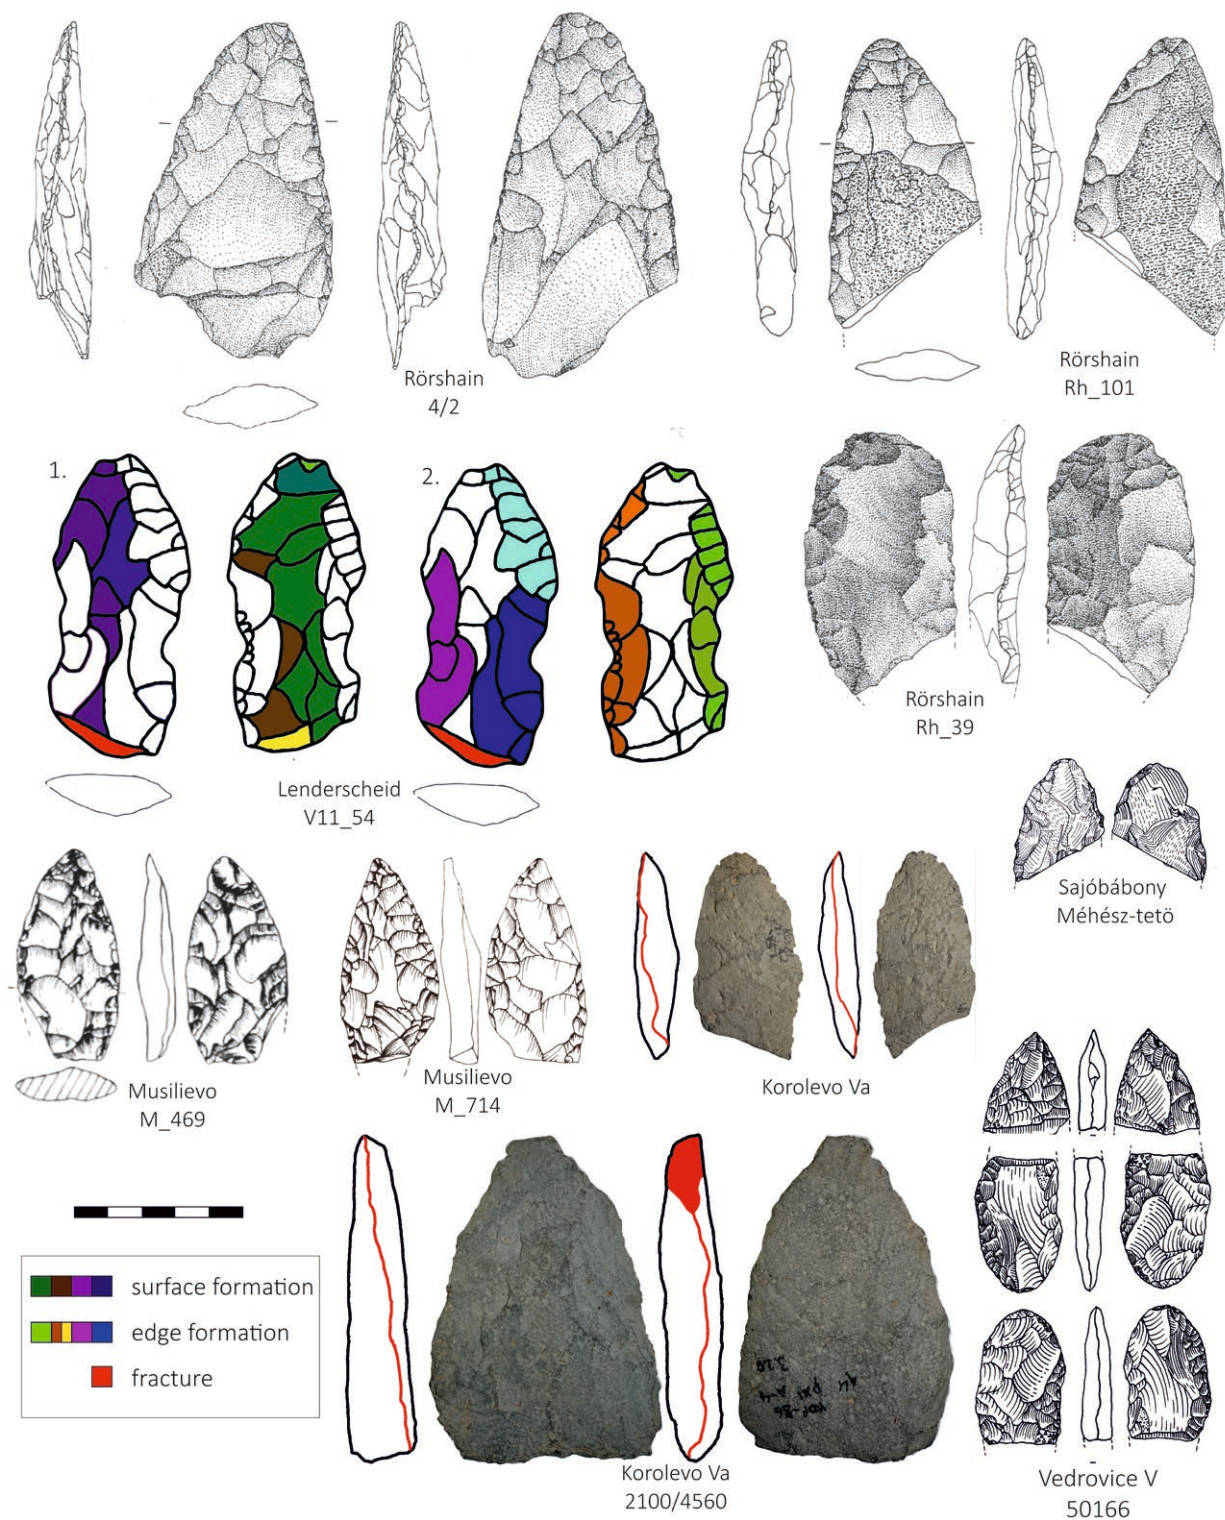 Rörshain
4/2
Rörshain
Rh_101
1.
2.
Rörshain
Rh_39
Lenderscheid
V11_54
Sajóbábony
Méhész-tetö
Musilievo
M_469
Musilievo
M_714
Korolevo Va
surface formation
edge formation
fracture
Korolevo Va
2100/4560
Vedrovice V
50166